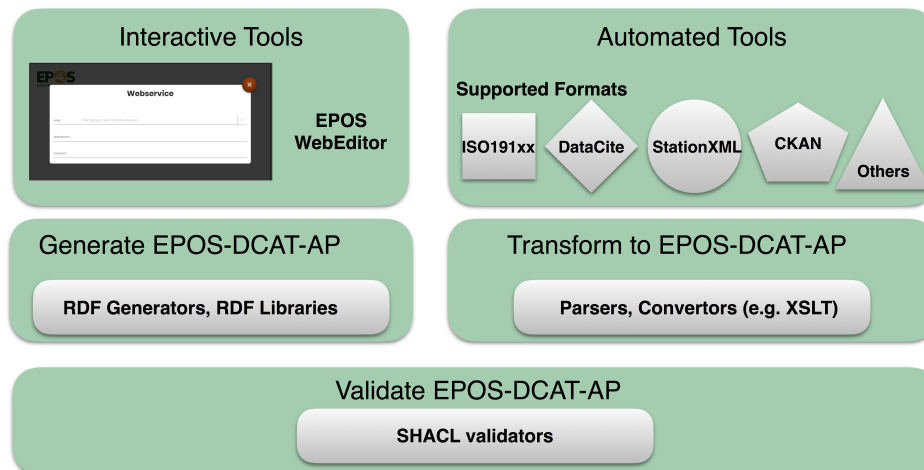 Interactive Tools
EPOS
Webservice
EPOS
WebEditor
Automated Tools
Supported Formats
ISO191xx
DataCite
StationXML
CKAN
Others
Generate EPOS-DCAT-AP
RDF Generators, RDF Libraries
Transform to EPOS-DCAT-AP
Parsers, Convertors (e.g. XSLT)
Validate EPOS-DCAT-AP
SHACL validators